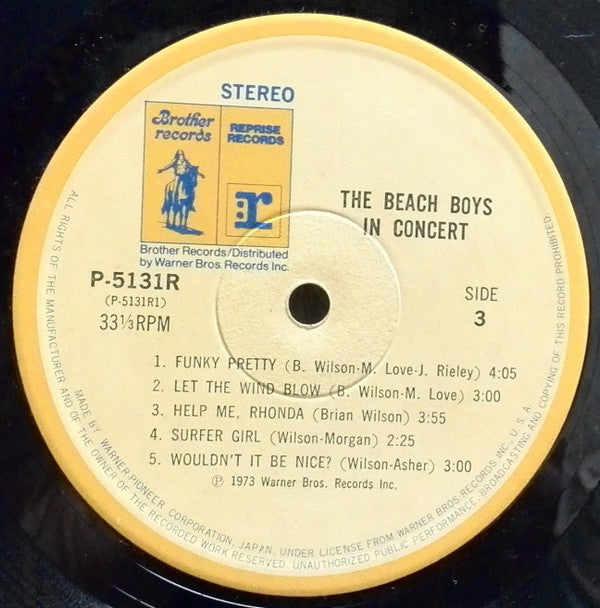 STEREO
Brother
records
REPRISE
RECORDS
:r
Brother Records/Distributed
by Warner Bros. Records Inc.
THE BEACH BOYS
IN CONCERT
P-5131R
(P-5131R1)
33⅓RPM
SIDE
3
1. FUNKY PRETTY (B. Wilson-M. Love-J. Rieley) 4:05
2. LET THE WIND BLOW (B. Wilson-M. Love) 3:00
3. HELP ME, RHONDA (Brian Wilson) 3:55
4. SURFER GIRL (Wilson-Morgan) 2:25
5. WOULDN'T IT BE NICE? (Wilson-Asher) 3:00
Ⓟ 1973 Warner Bros. Records Inc.
MADE BY WARNER-PIONEER CORPORATION, JAPAN, UNDER LICENSE FROM WARNER BROS. RECORDS INC., U.S.A.
ALL RIGHTS OF THE MANUFACTURER AND OF THE OWNER OF THE RECORDED WORK RESERVED. UNAUTHORIZED PUBLIC PERFORMANCE, BROADCASTING AND COPYING OF THIS RECORD PROHIBITED.